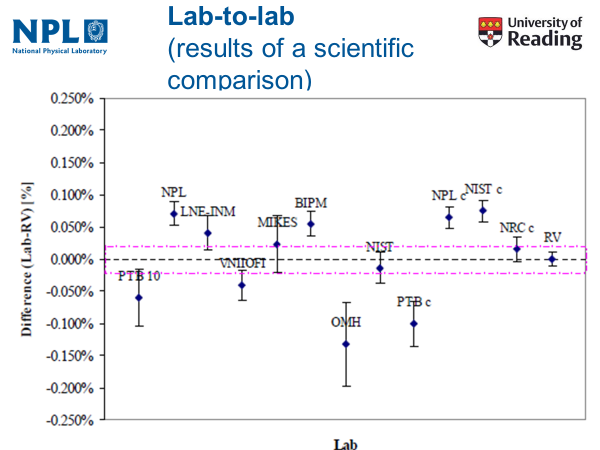 NPL
National Physical Laboratory
Lab-to-lab
(results of a scientific
comparison)
University of
Reading
Difference (Lab-RV) [%]
0.250%
0.200%
0.150%
0.100%
0.050%
0.000%
-0.050%
-0.100%
-0.150%
-0.200%
-0.250%
PTB 10
NPL
LNE-INM
VNIIOFI
MIKES
BIPM
OMH
NIST
PTB c
NPL c
NIST c
NRC c
RV
Lab